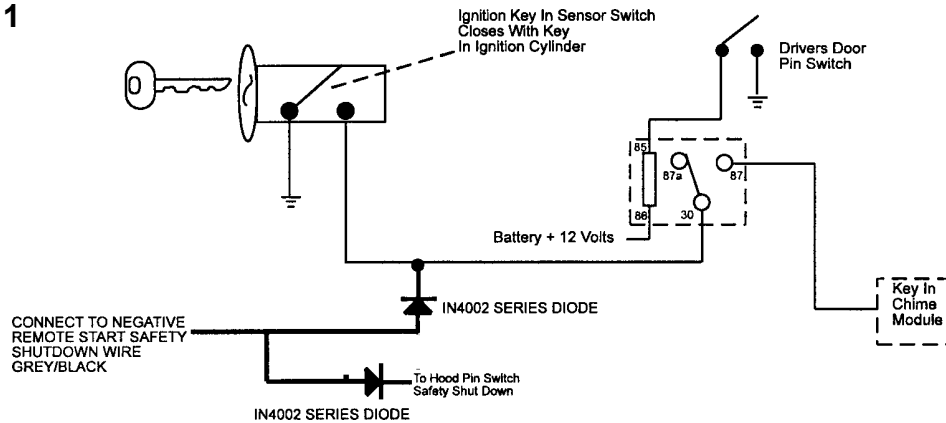 1
Ignition Key In Sensor Switch
Closes With Key
In Ignition Cylinder
Drivers Door
Pin Switch
85
87a
87
86
30
Battery + 12 Volts
IN4002 SERIES DIODE
Key In
Chime
Module
CONNECT TO NEGATIVE
REMOTE START SAFETY
SHUTDOWN WIRE
GREY/BLACK
To Hood Pin Switch
Safety Shut Down
IN4002 SERIES DIODE